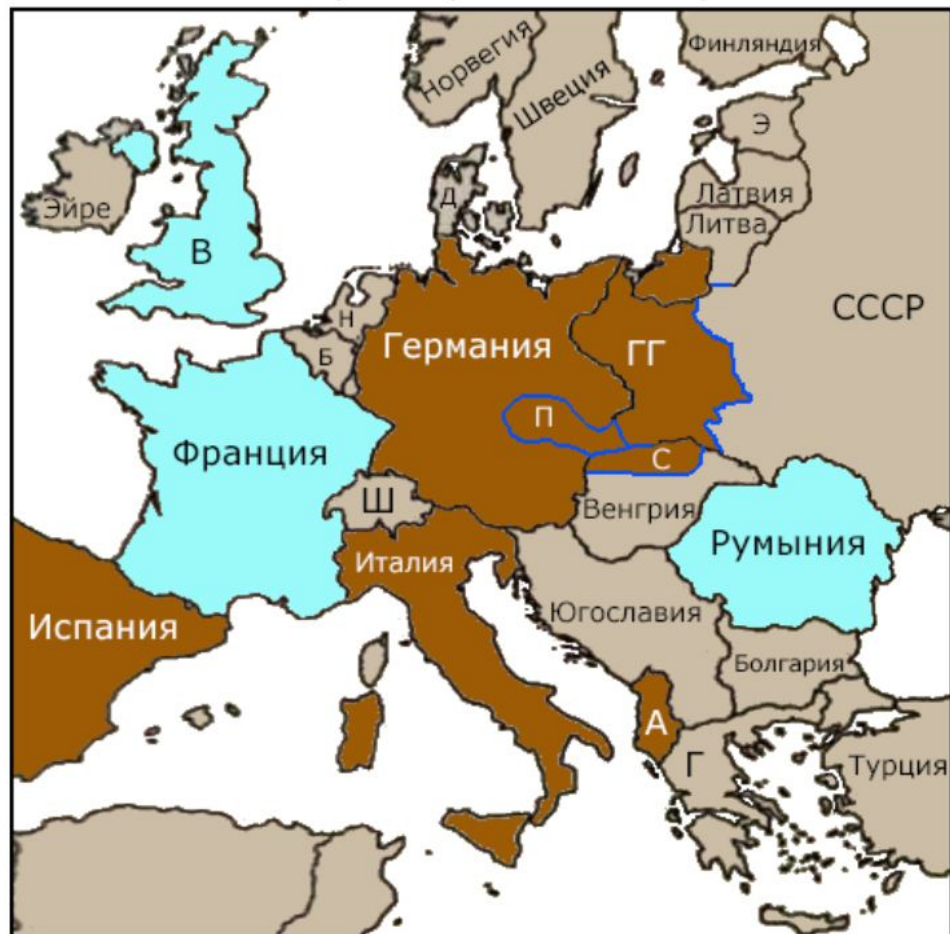 Норвегия
Швеция
Финляндия
Э
Эйре
Д
Латвия
Литва
В
Н
СССР
Б
Германия
ГГ
П
Франция
С
Ш
Венгрия
Румыния
Италия
Испания
Югославия
Болгария
А
Г
Турция